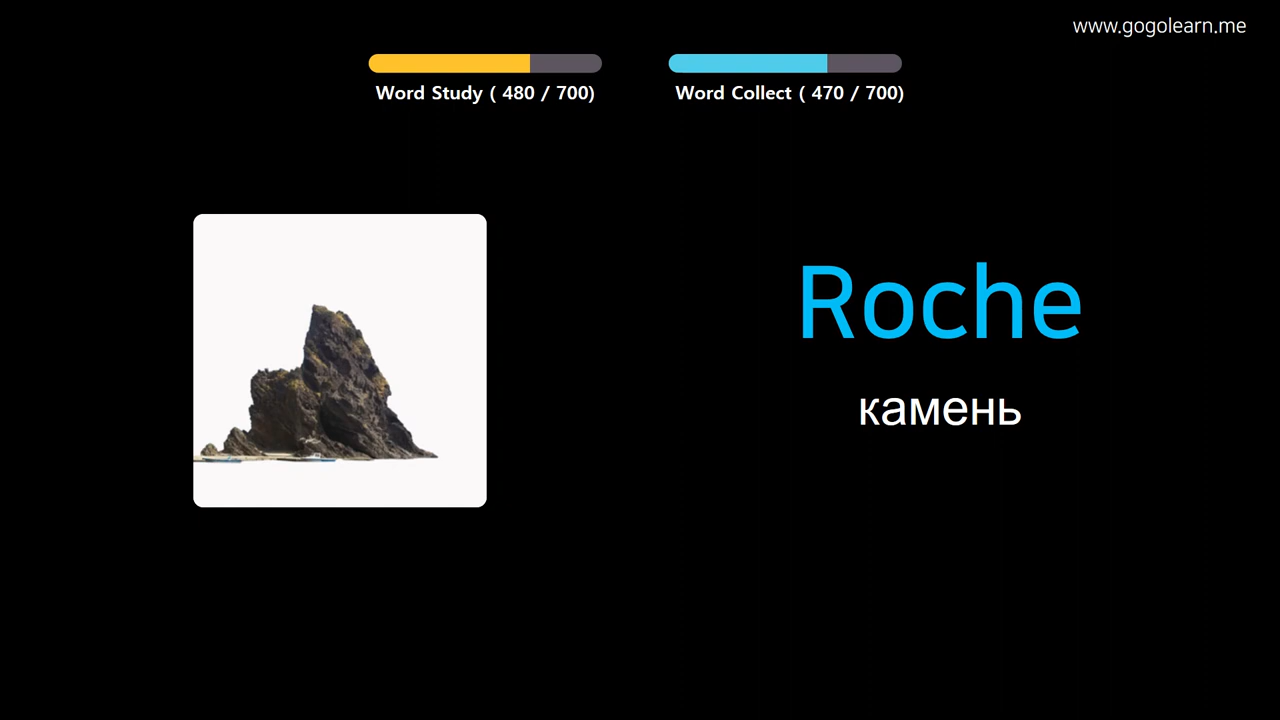 www.gogolearn.me
Word Study ( 480 / 700)
Word Collect ( 470 / 700)
Roche
камень